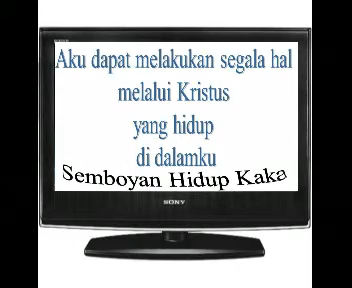 Aku dapat melakukan segala hal
melalui Kristus
yang hidup
di dalamku
Semboyan Hidup Kaka
SONY